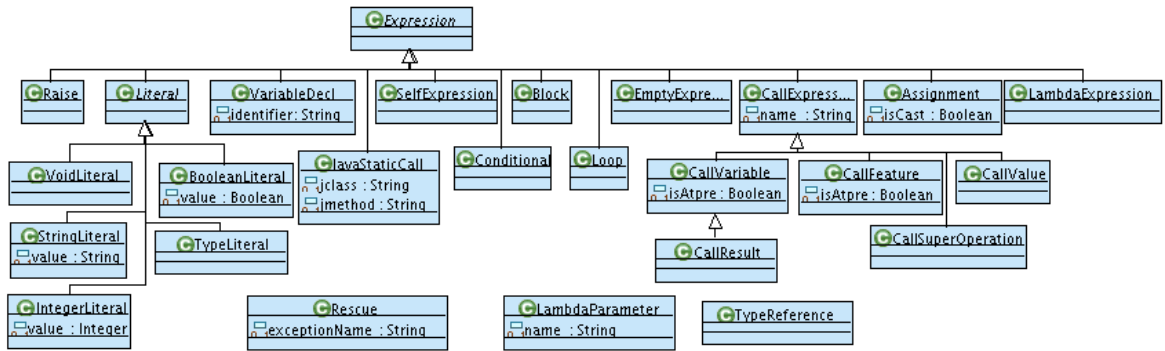 Expression
Raise
Literal
VariableDecl
identifier: String
SelfExpression
Block
EmptyExpre...
CallExpress...
name : String
Assignment
isCast : Boolean
LambdaExpression
VoidLiteral
BooleanLiteral
value : Boolean
JavaStaticCall
jclass : String
jmethod : String
Conditional
Loop
CallVariable
isAtpre : Boolean
CallFeature
isAtpre : Boolean
CallValue
StringLiteral
value : String
TypeLiteral
CallResult
CallSuperOperation
IntegerLiteral
value : Integer
Rescue
exceptionName : String
LambdaParameter
name : String
TypeReference